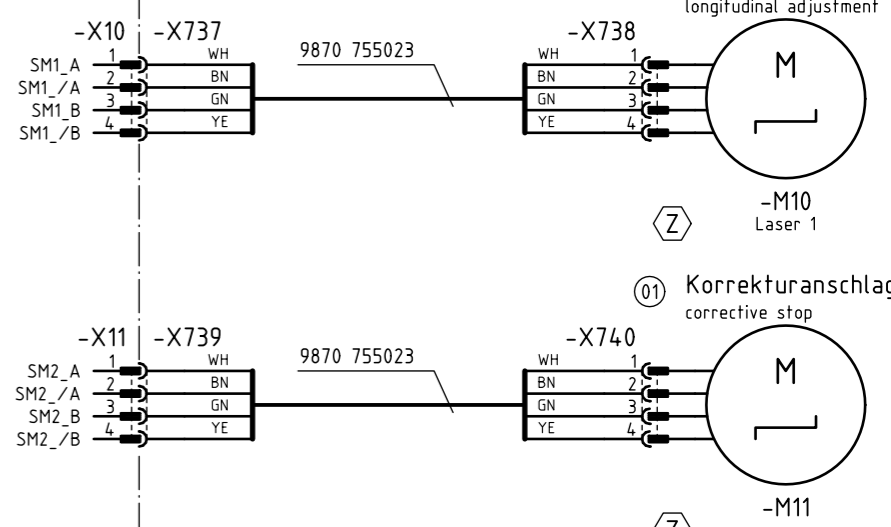 longitudinal adjustment
-X10 -X737 9870 755023 -X738
SM1_A 1 WH WH 1
SM1_/A 2 BN BN 2
SM1_B 3 GN GN 3
SM1_/B 4 YE YE 4
M
-M10
Laser 1
Z
01 Korrekturanschlag
corrective stop
-X11 -X739 9870 755023 -X740
SM2_A 1 WH WH 1
SM2_/A 2 BN BN 2
SM2_B 3 GN GN 3
SM2_/B 4 YE YE 4
M
-M11
Z